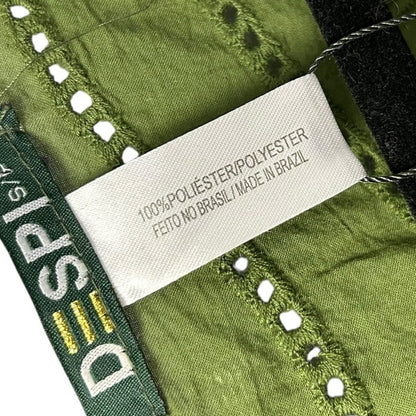 100%POLIÉSTER/POLYESTER
FEITO NO BRASIL / MADE IN BRAZIL
DESPI